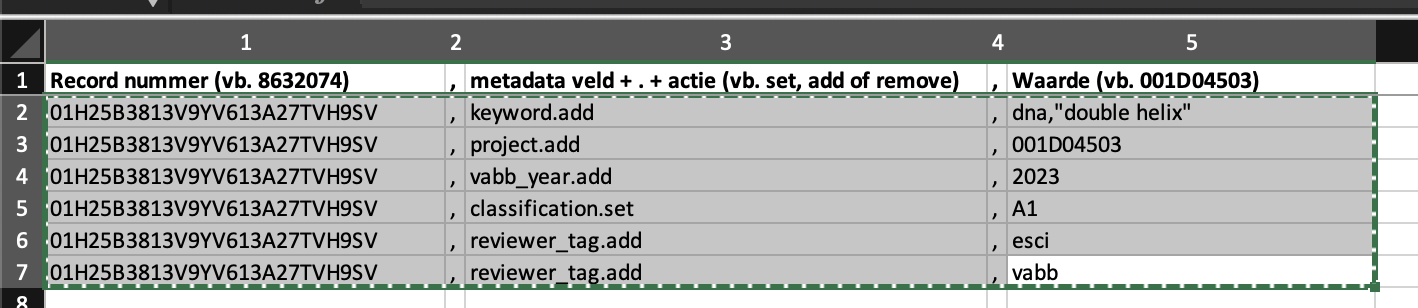 1 2 3 4 5
1 Record nummer (vb. 8632074) , metadata veld + . + actie (vb. set, add of remove) , Waarde (vb. 001D04503)
2 01H25B3813V9YV613A27TVH9SV , keyword.add , dna,"double helix"
3 01H25B3813V9YV613A27TVH9SV , project.add , 001D04503
4 01H25B3813V9YV613A27TVH9SV , vabb_year.add , 2023
5 01H25B3813V9YV613A27TVH9SV , classification.set , A1
6 01H25B3813V9YV613A27TVH9SV , reviewer_tag.add , esci
7 01H25B3813V9YV613A27TVH9SV , reviewer_tag.add , vabb
8